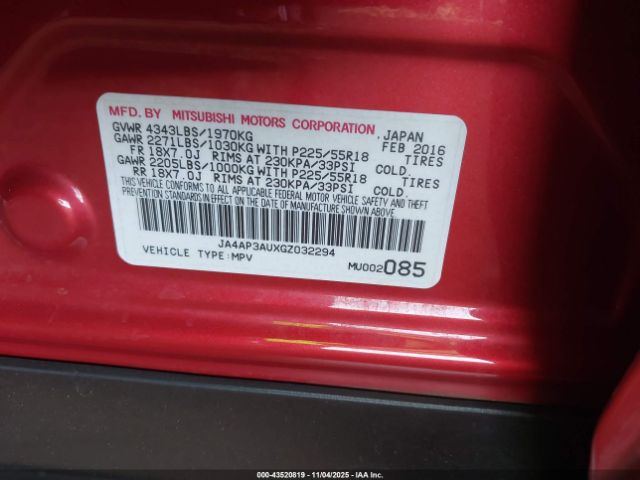 MFD. BY MITSUBISHI MOTORS CORPORATION, JAPAN
GVWR 4343LBS/1970KG FEB 2016
GAWR 2271LBS/1030KG WITH P225/55R18 TIRES
FR 18X7.0J RIMS AT 230KPA/33PSI COLD.
GAWR 2205LBS/1000KG WITH P225/55R18 TIRES
RR 18X7.0J RIMS AT 230KPA/33PSI COLD.
THIS VEHICLE CONFORMS TO ALL APPLICABLE FEDERAL MOTOR VEHICLE SAFETY AND THEFT
PREVENTION STANDARDS IN EFFECT ON THE DATE OF MANUFACTURE SHOWN ABOVE.
JA4AP3AUXGZ032294
VEHICLE TYPE:MPV MU002085
000-43520819 - 11/04/2025 - IAA Inc.